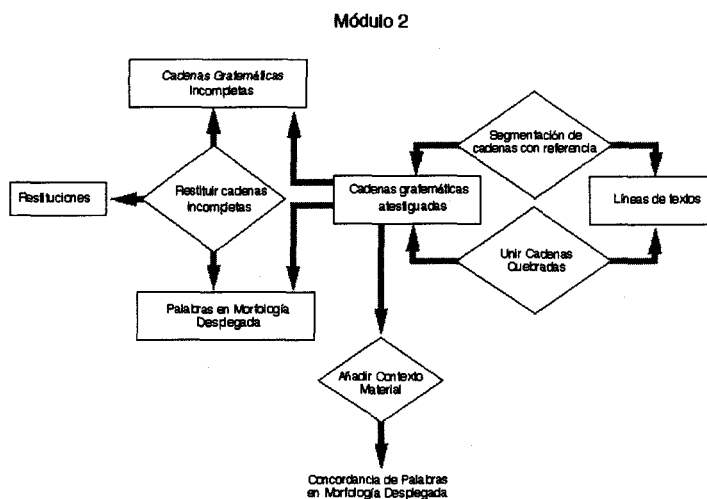 Módulo 2
Cadenas Grafemáticas
Incompletas
Segmentación de
cadenas con referencia
Restituciones
Restituir cadenas
incompletas
Cadenas grafemáticas
atestiguadas
Líneas de textos
Unir Cadenas
Quebradas
Palabras en Morfología
Desplegada
Añadir Contexto
Material
Concordancia de Palabras
en Morfología Desplegada